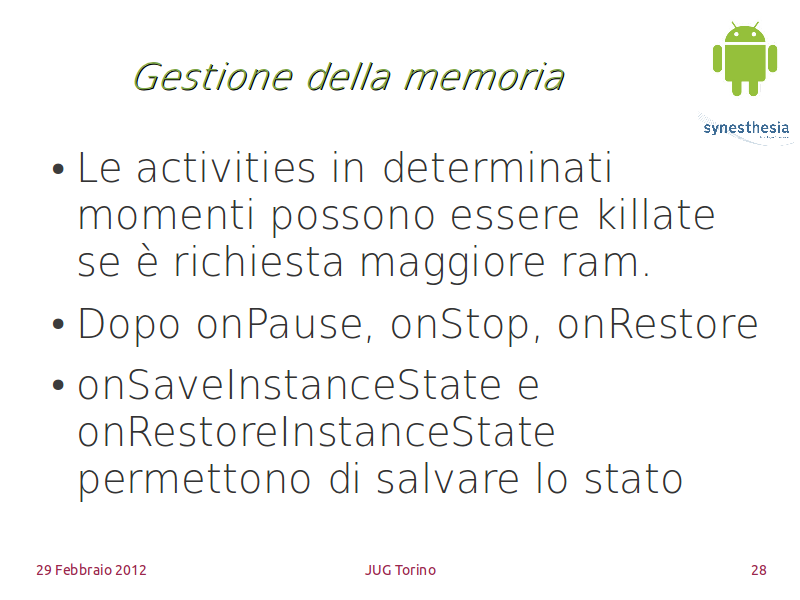 Gestione della memoria
synesthesia
• Le activities in determinati
momenti possono essere killate
se è richiesta maggiore ram.
• Dopo onPause, onStop, onRestore
• onSaveInstanceState e
onRestoreInstanceState
permettono di salvare lo stato
29 Febbraio 2012
JUG Torino
28